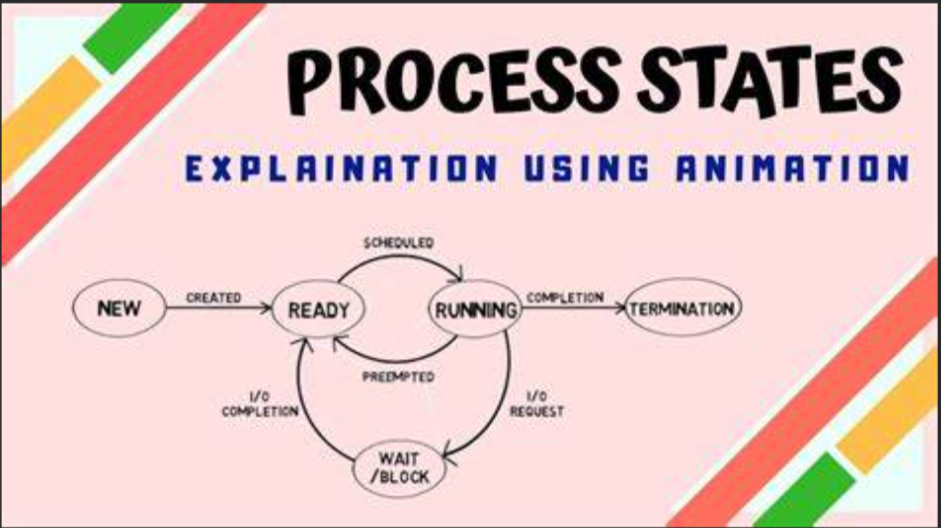 PROCESS STATES
EXPLAINATION USING ANIMATION
SCHEDULED
NEW
CREATED
READY
RUNNING
COMPLETION
TERMINATION
PREEMPTED
I/O
COMPLETION
I/O
REQUEST
WAIT
/BLOCK